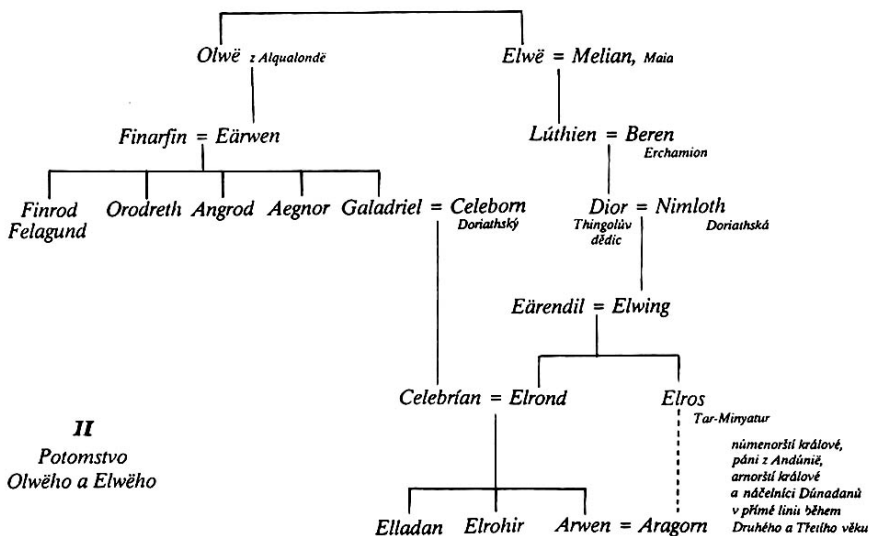 Olwë z Alqualondë
Elwë = Melian, Maia
Finarfin = Eärwen
Lúthien = Beren
Erchamion
Finrod
Felagund
Orodreth
Angrod
Aegnor
Galadriel = Celeborn
Doriathský
Dior = Nimloth
Thingolův
dědic
Doriathská
Eärendil = Elwing
Celebrían = Elrond
Elros
Tar-Minyatur
II
Potomstvo
Olwëho a Elwëho
númenorští králové,
páni z Andúnië,
arnorští králové
a náčelníci Dúnadanů
v přímé linii během
Druhého a Třetího věku
Elladan
Elrohir
Arwen = Aragorn